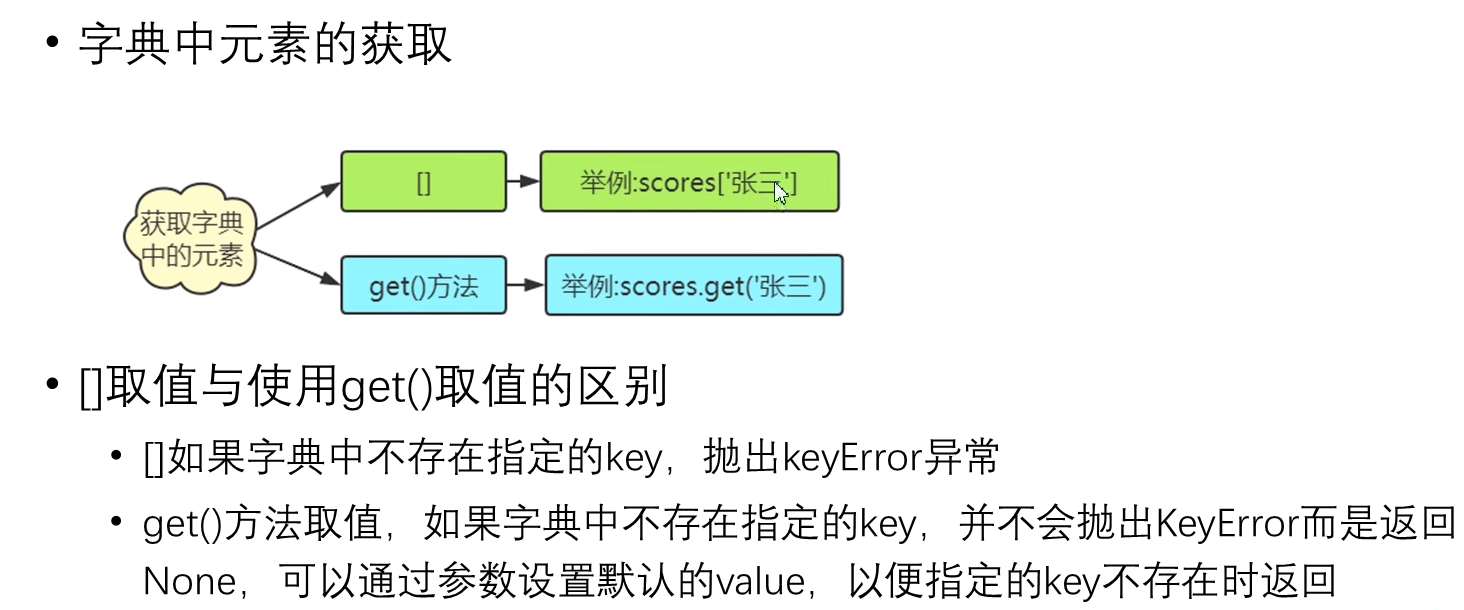 • 字典中元素的获取
[]
举例:scores['张三']
获取字典
中的元素
get()方法
举例:scores.get('张三')
• []取值与使用get()取值的区别
• []如果字典中不存在指定的key，抛出keyError异常
• get()方法取值，如果字典中不存在指定的key，并不会抛出KeyError而是返回
None，可以通过参数设置默认的value，以便指定的key不存在时返回